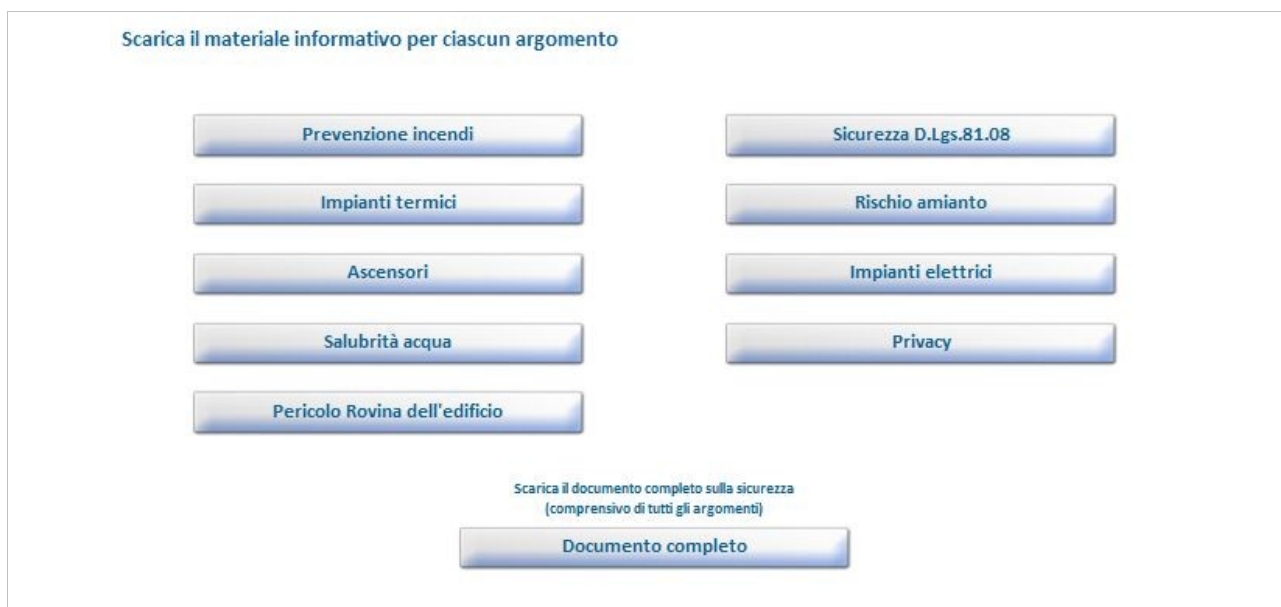 Scarica il materiale informativo per ciascun argomento
Prevenzione incendi
Sicurezza D.Lgs.81.08
Impianti termici
Rischio amianto
Ascensori
Impianti elettrici
Salubrità acqua
Privacy
Pericolo Rovina dell'edificio
Scarica il documento completo sulla sicurezza
(comprensivo di tutti gli argomenti)
Documento completo